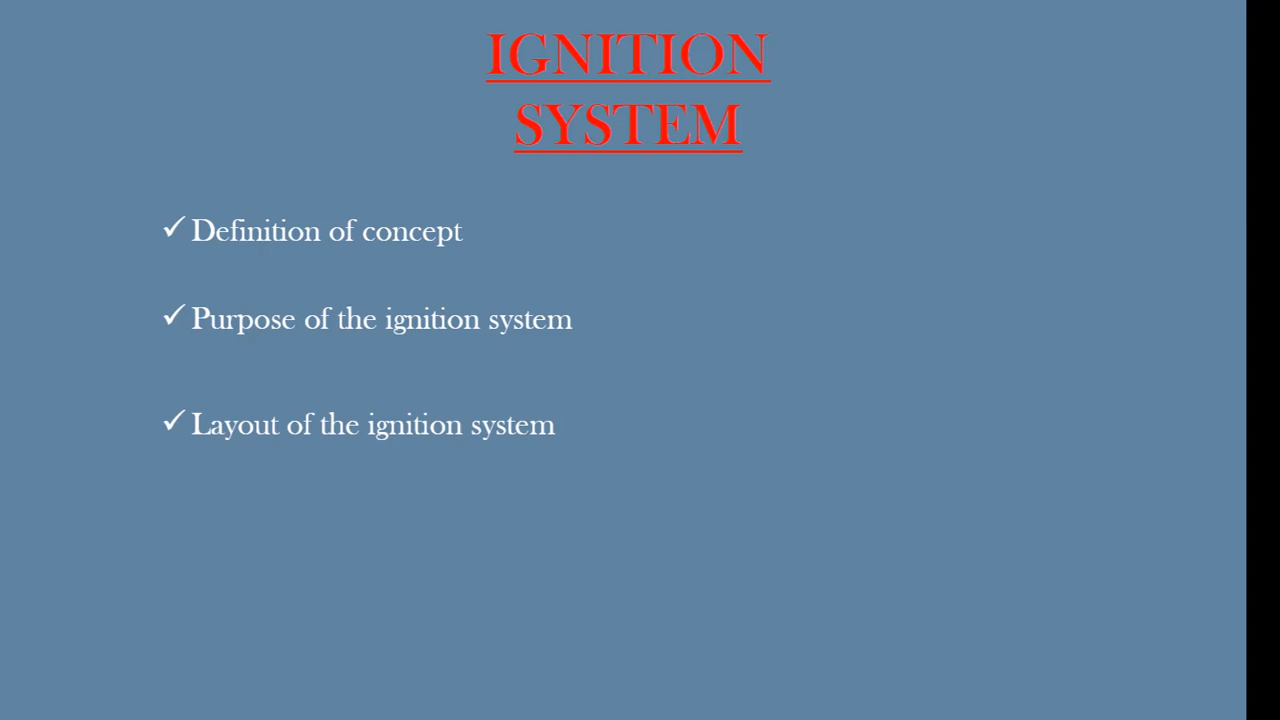 IGNITION
SYSTEM
✓ Definition of concept
✓ Purpose of the ignition system
✓ Layout of the ignition system